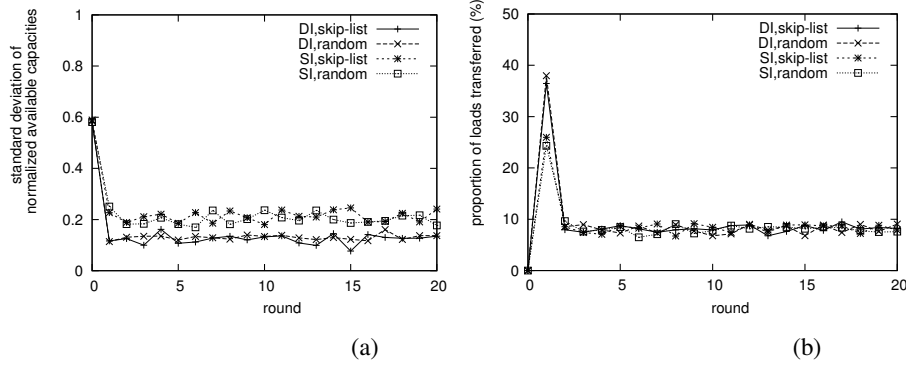 standard deviation of
normalized available capacities
1
0.8
0.6
0.4
0.2
0
0 5 10 15 20
round
DI,skip-list
DI,random
SI,skip-list
SI,random
(a)
proportion of loads transferred (%)
50
40
30
20
10
0
0 5 10 15 20
round
DI,skip-list
DI,random
SI,skip-list
SI,random
(b)